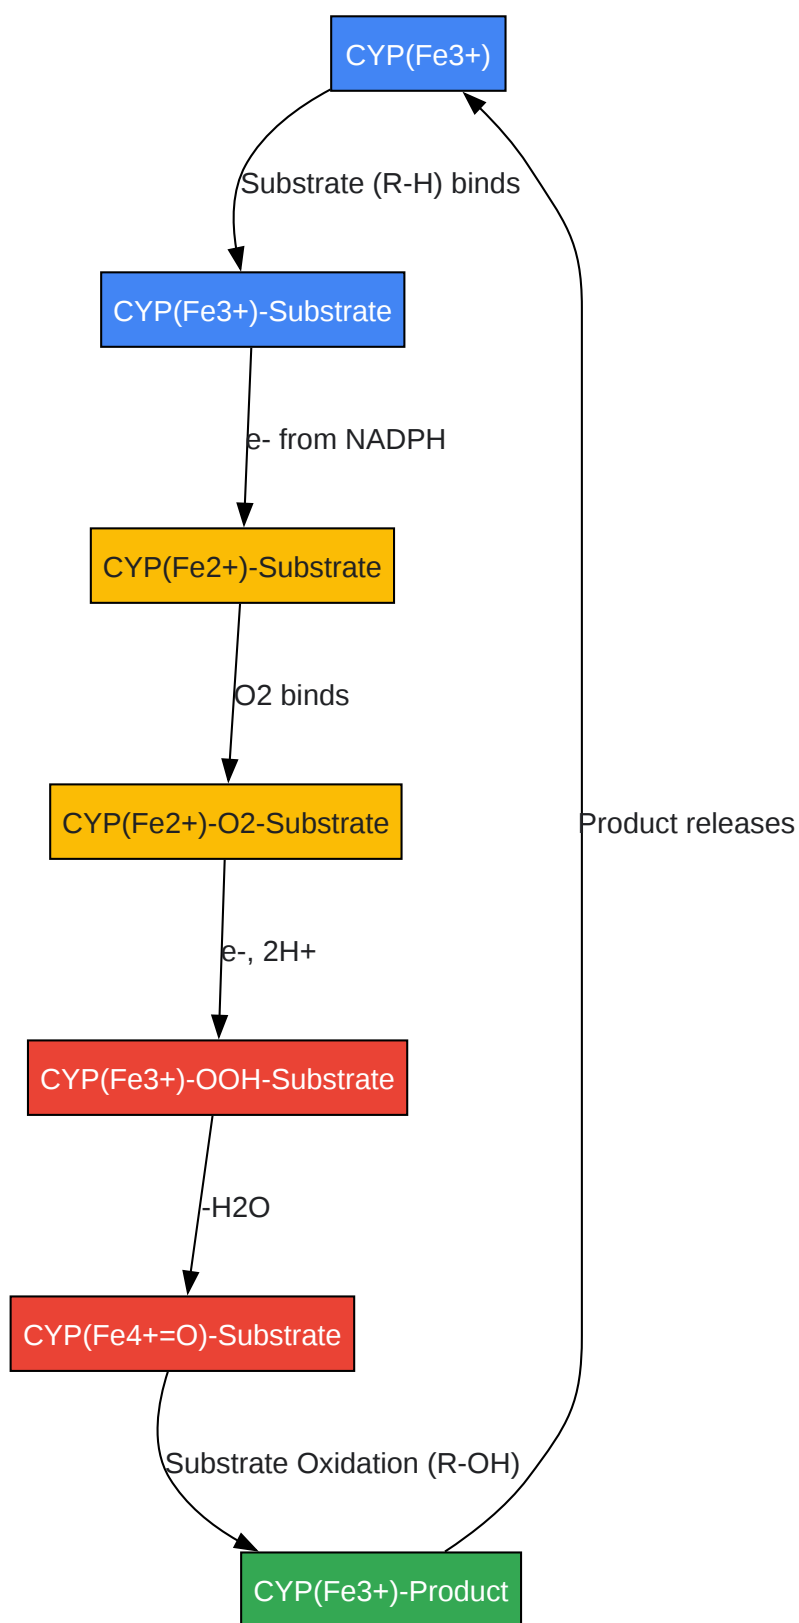 CYP(Fe3+)
Substrate (R-H) binds
CYP(Fe3+)-Substrate
e- from NADPH
CYP(Fe2+)-Substrate
O2 binds
CYP(Fe2+)-O2-Substrate
Product releases
e-, 2H+
CYP(Fe3+)-OOH-Substrate
-H2O
CYP(Fe4+=O)-Substrate
Substrate Oxidation (R-OH)
CYP(Fe3+)-Product